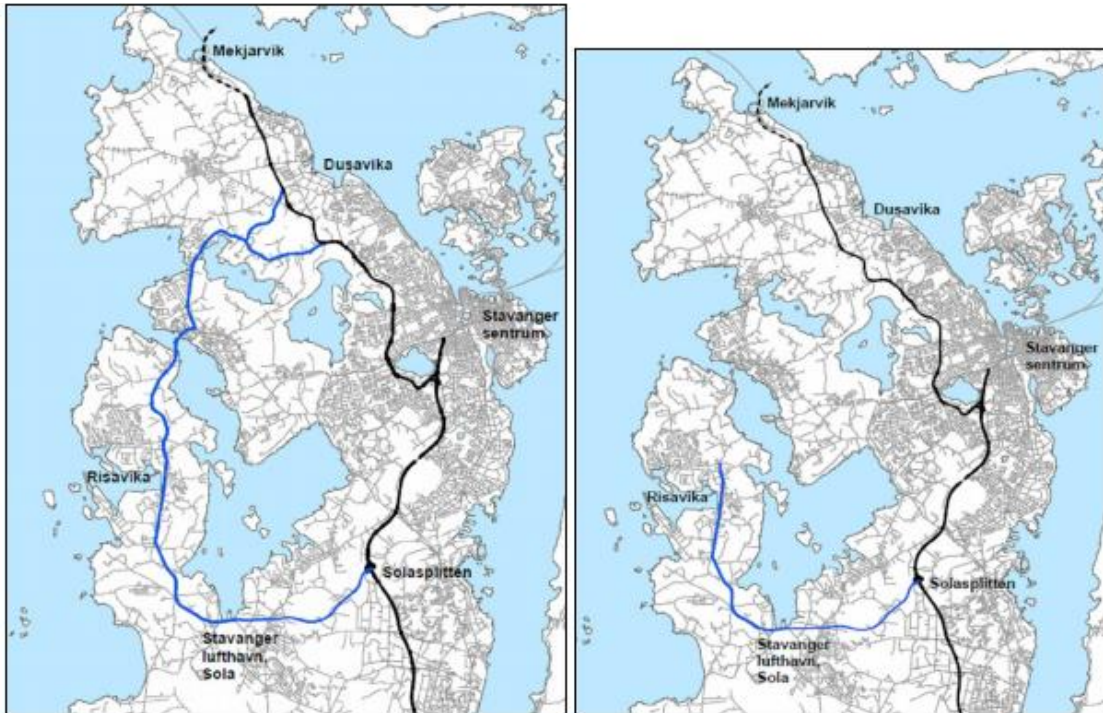 Mekjarvik
Dusavika
Stavanger
sentrum
Risavika
Solasplitten
Stavanger
lufthavn,
Sola
Mekjarvik
Dusavika
Stavanger
sentrum
Risavika
Solasplitten
Stavanger
lufthavn,
Sola